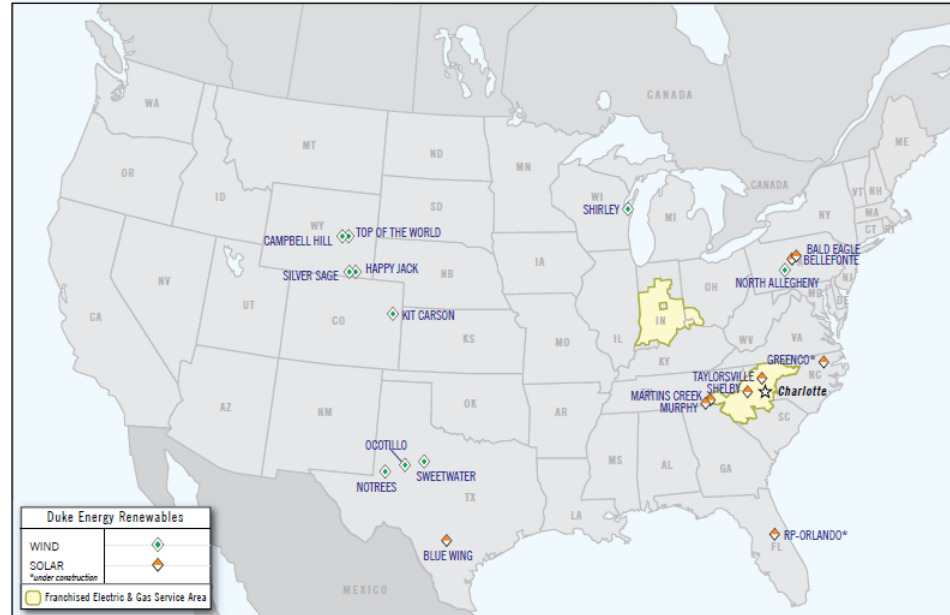 CANADA
WA
MT
ND
MN
ME
OR
ID
WI
CANADA
VT
NH
SD
SHIRLEY
MI
NY
MA
CT
RI
WY
CAMPBELL HILL
TOP OF THE WORLD
BALD EAGLE
BELLEFONTE
SILVER SAGE
HAPPY JACK
NB
IA
NORTH ALLEGHENY
OH
NJ
MD
DE
NV
UT
CO
KIT CARSON
IL
IN
WV
VA
CA
KS
MO
KY
GREENCO*
NC
TAYLORSVILLE
SHELBY
Charlotte
MARTINS CREEK
MURPHY
AZ
NM
OK
AR
SC
OCOTILLO
NOTREES
SWEETWATER
MS
AL
GA
TX
LA
BLUE WING
RP-ORLANDO*
FL
MEXICO
Duke Energy Renewables
WIND
SOLAR
*under construction
Franchised Electric & Gas Service Area